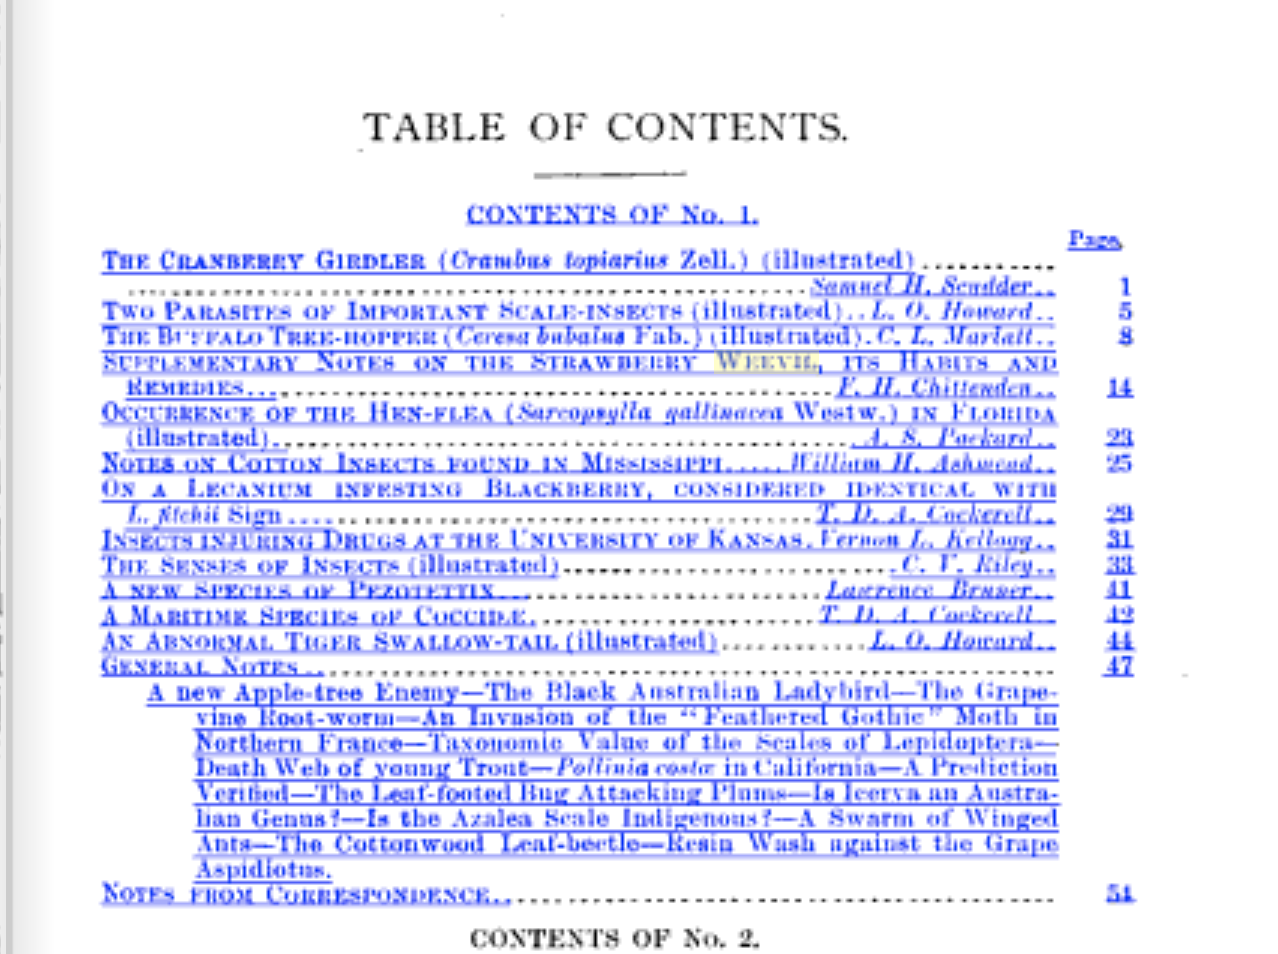 TABLE OF CONTENTS.
CONTENTS OF No. 1.
Page.
THE CRANBERRY GIRDLER (Crambus topiarius Zell.) (illustrated)...........
Samuel H. Scudder.. 1
TWO PARASITES OF IMPORTANT SCALE-INSECTS (illustrated)..L. O. Howard.. 5
THE BUFFALO TREE-HOPPER (Ceresa bubalus Fab.) (illustrated).C. L. Marlatt.. 8
SUPPLEMENTARY NOTES ON THE STRAWBERRY WEEVIL, ITS HABITS AND
REMEDIES... F. H. Chittenden.. 14
OCCURRENCE OF THE HEN-FLEA (Sarcopsylla gallinacea Westw.) IN FLORIDA
(illustrated)... A. S. Packard.. 23
NOTES ON COTTON INSECTS FOUND IN MISSISSIPPI.....William H. Ashmead.. 25
ON A LECANIUM INFESTING BLACKBERRY, CONSIDERED IDENTICAL WITH
L. fitchii Sign... T. D. A. Cockerell.. 29
INSECTS INJURING DRUGS AT THE UNIVERSITY OF KANSAS.Vernon L. Kellogg.. 31
THE SENSES OF INSECTS (illustrated)... C. V. Riley.. 33
A NEW SPECIES OF PEZOTETTIX... Lawrence Bruner.. 41
A MARITIME SPECIES OF COCCIDÆ... T. D. A. Cockerell.. 42
AN ABNORMAL TIGER SWALLOW-TAIL (illustrated)... L. O. Howard.. 44
GENERAL NOTES... 47
A new Apple-tree Enemy—The Black Australian Ladybird—The Grape-
vine Root-worm—An Invasion of the "Feathered Gothic" Moth in
Northern France—Taxonomic Value of the Scales of Lepidoptera—
Death Web of young Trout—Pollinia costæ in California—A Prediction
Verified—The Leaf-footed Bug Attacking Plums—Is Icerya an Austra-
lian Genus?—Is the Azalea Scale Indigenous?—A Swarm of Winged
Ants—The Cottonwood Leaf-beetle—Resin Wash against the Grape
Aspidiotus.
NOTES FROM CORRESPONDENCE... 54
CONTENTS OF No. 2.